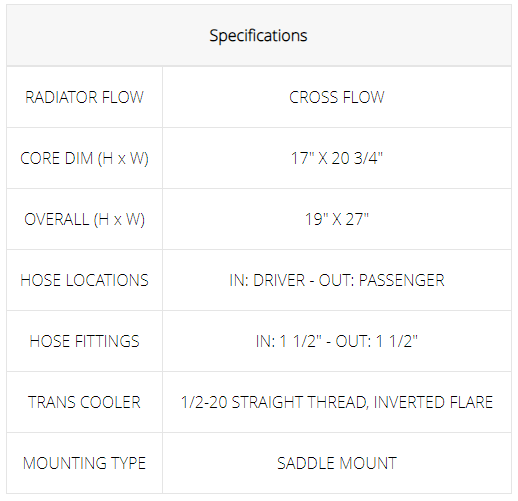 Specifications
RADIATOR FLOW CROSS FLOW
CORE DIM (H x W) 17" X 20 3/4"
OVERALL (H x W) 19" X 27"
HOSE LOCATIONS IN: DRIVER - OUT: PASSENGER
HOSE FITTINGS IN: 1 1/2" - OUT: 1 1/2"
TRANS COOLER 1/2-20 STRAIGHT THREAD, INVERTED FLARE
MOUNTING TYPE SADDLE MOUNT